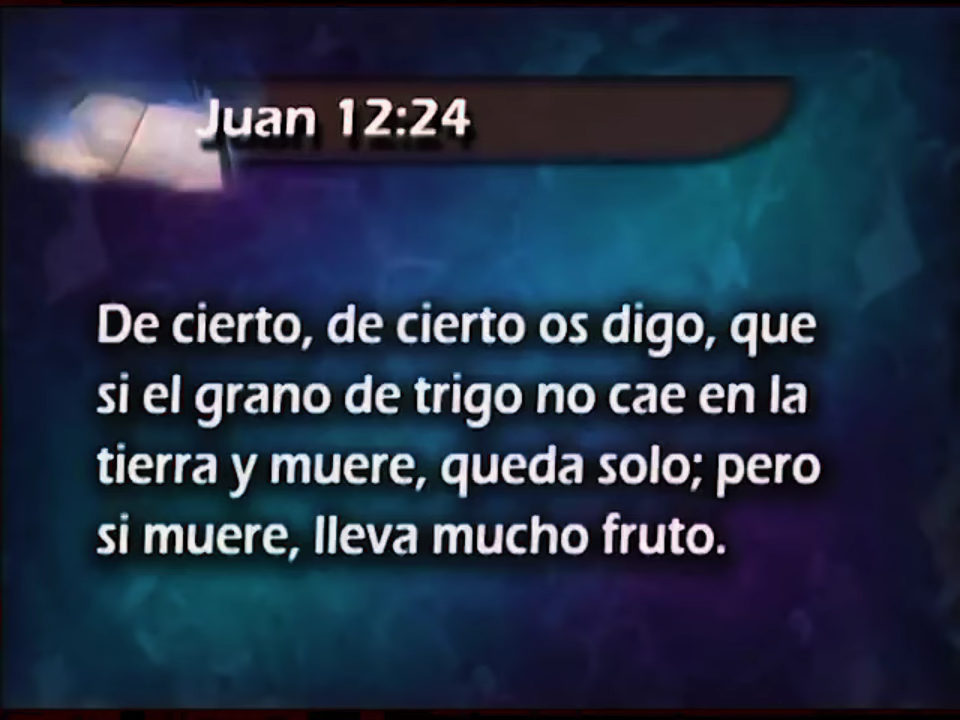 Juan 12:24
De cierto, de cierto os digo, que
si el grano de trigo no cae en la
tierra y muere, queda solo; pero
si muere, lleva mucho fruto.